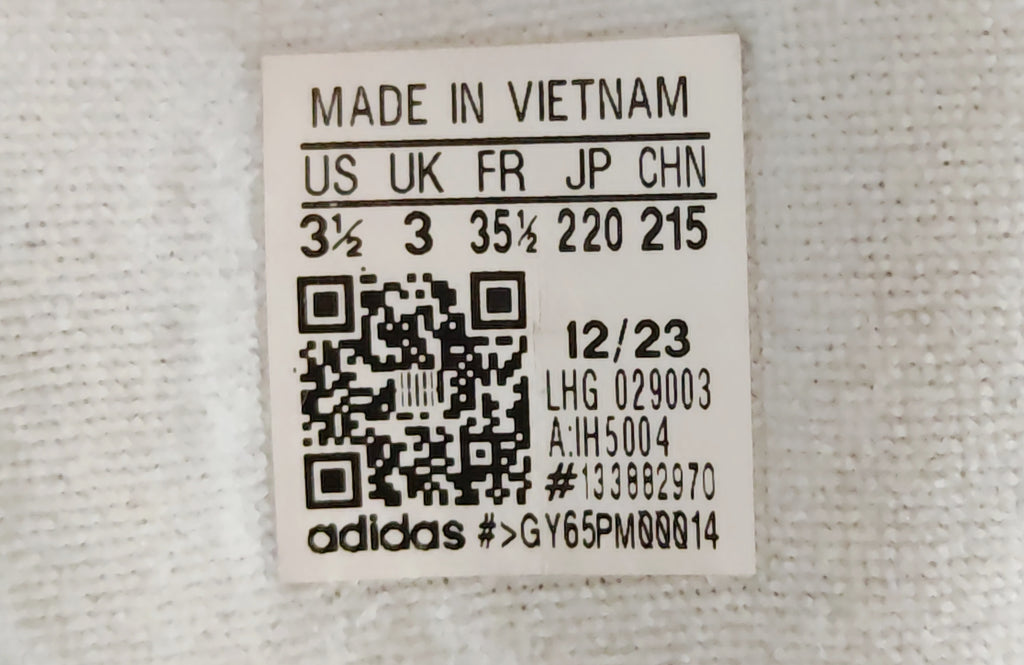 MADE IN VIETNAM
US UK FR JP CHN
3½ 3 35½ 220 215
12/23
LHG 029003
A:IH5004
#133882970
adidas #>GY65PM00014